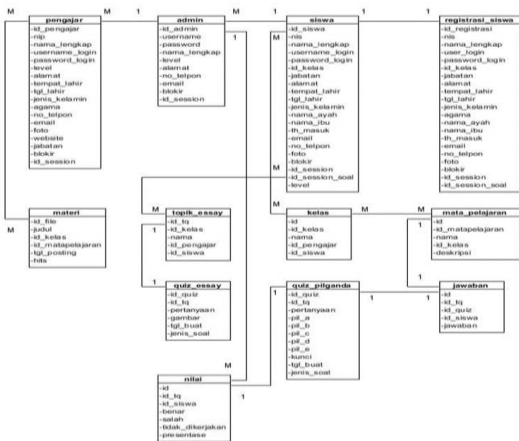 M
M
1
1
1
1
pengajar
-id_pengajar
-nip
-nama_lengkap
-username_login
-password_login
-level
-alamat
-tempat_lahir
-tgl_lahir
-jenis_kelamin
-agama
-no_telpon
-email
-foto
-website
-jabatan
-blokir
-id_session
admin
-id_admin
-username
-password
-nama_lengkap
-level
-alamat
-no_telpon
-email
-blokir
-id_session
1
M
siswa
-id_siswa
-nis
-nama_lengkap
-username_login
-password_login
-id_kelas
-jabatan
-alamat
-tempat_lahir
-tgl_lahir
-jenis_kelamin
-nama_ayah
-nama_ibu
-th_masuk
-email
-no_telpon
-foto
-blokir
-id_session
-id_session_soal
-level
registrasi_siswa
-id_registrasi
-nis
-nama_lengkap
-user_login
-password_login
-id_kelas
-jabatan
-alamat
-tempat_lahir
-tgl_lahir
-jenis_kelamin
-agama
-nama_ayah
-nama_ibu
-th_masuk
-email
-no_telpon
-foto
-blokir
-id_session
-id_session_soal
M
M
M
M
M
M
materi
-id_file
-judul
-id_kelas
-id_matapelajaran
-tgl_posting
-hits
topik_essay
-id_tq
-id_kelas
-nama
-id_pengajar
-id_siswa
1
kelas
-id
-id_kelas
-nama
-id_pengajar
-id_siswa
mata_pelajaran
-id
-id_matapelajaran
-nama
-id_kelas
-deskripsi
1
1
1
quiz_essay
-id_quiz
-id_tq
-pertanyaan
-gambar
-tgl_buat
-jenis_soal
1
quiz_pilganda
-id_quiz
-id_tq
-pertanyaan
-pil_a
-pil_b
-pil_c
-pil_d
-pil_e
-kunci
-tgl_buat
-jenis_soal
1
1
jawaban
-id
-id_tq
-id_quiz
-id_siswa
-jawaban
M
nilai
-id
-id_tq
-id_siswa
-benar
-salah
-tidak_dikerjakan
-presentase
1